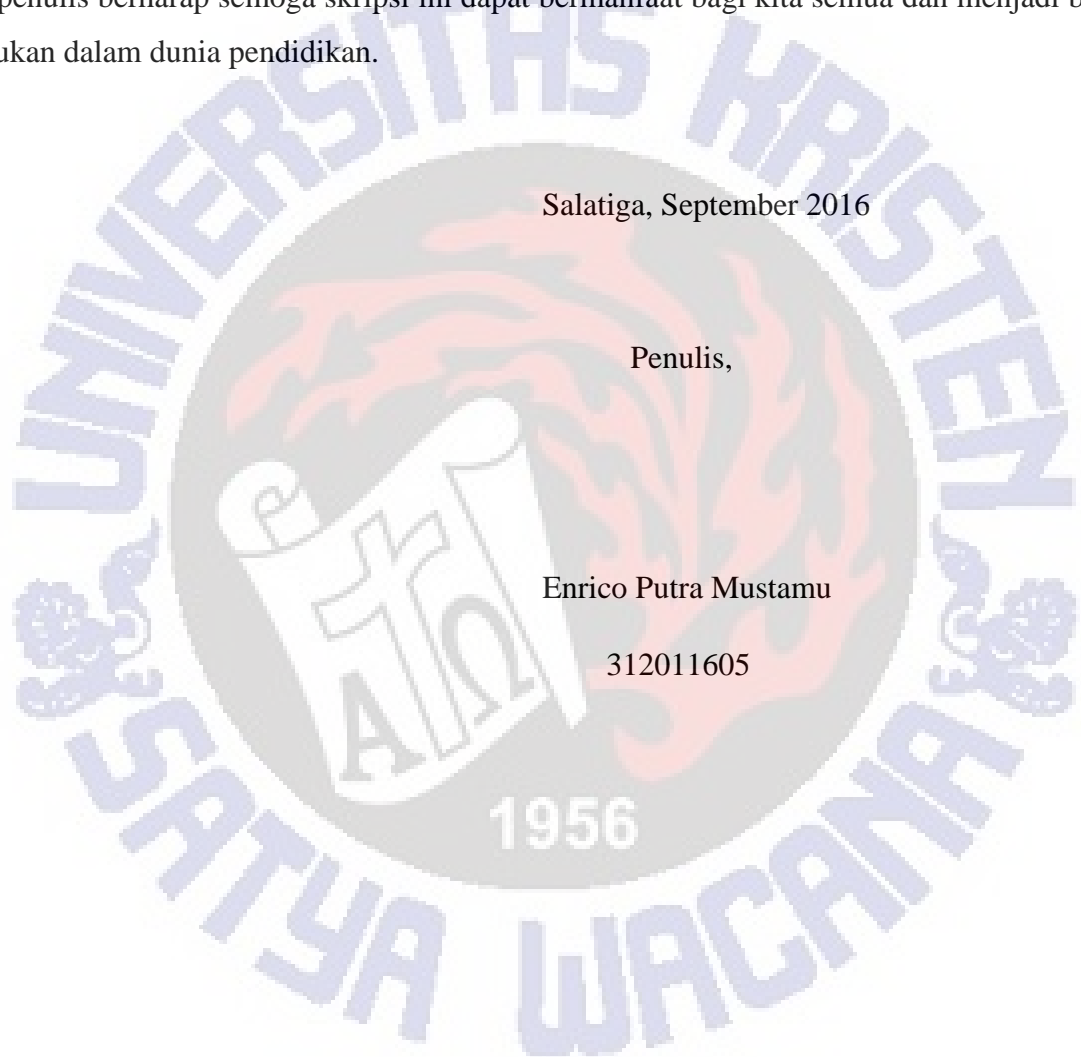 penulis berharap semoga skripsi ini dapat bermanfaat bagi kita semua dan menjadi
dalam dunia pendidikan.
Salatiga, September 2016
Penulis,
Enrico Putra Mustamu
312011605
UNIVERSITAS KRISTEN
SATYA WACANA
Α Ω
1956